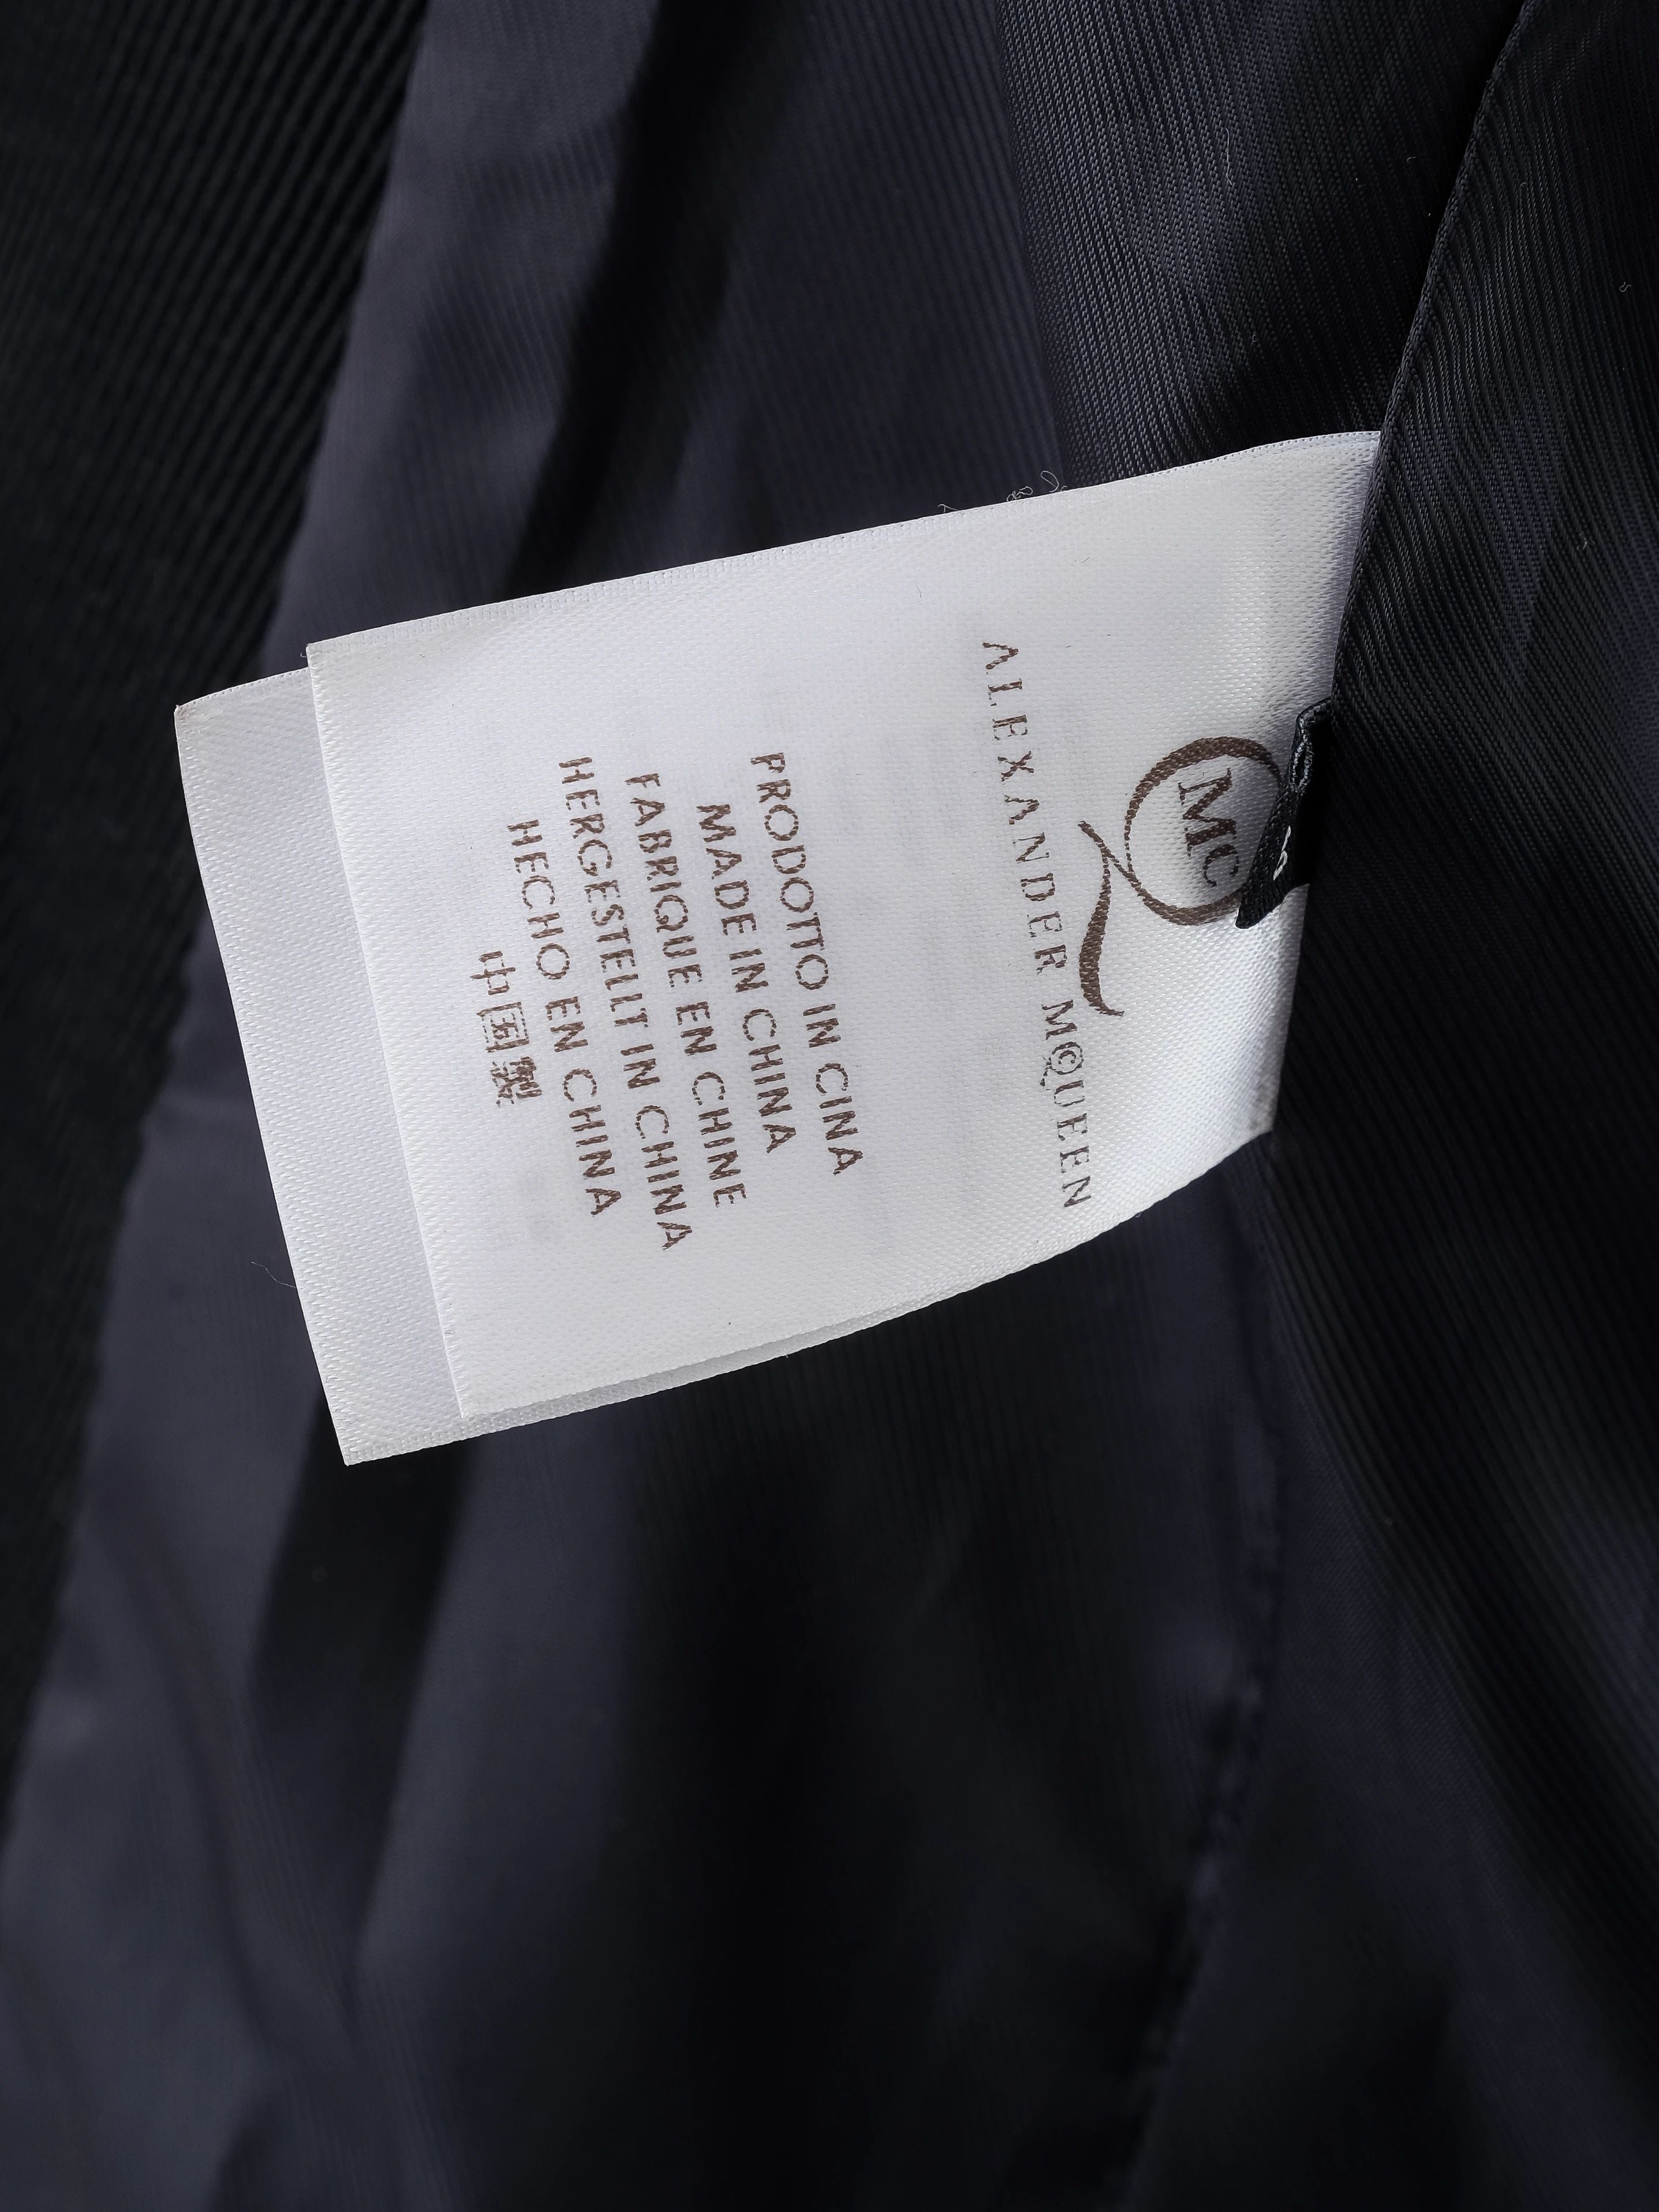 MC
ALEXANDER MCQUEEN
PRODOTTO IN CINA
MADE IN CHINA
FABRIQUE EN CHINE
HERGESTELLT IN CHINA
HECHO EN CHINA
中国製